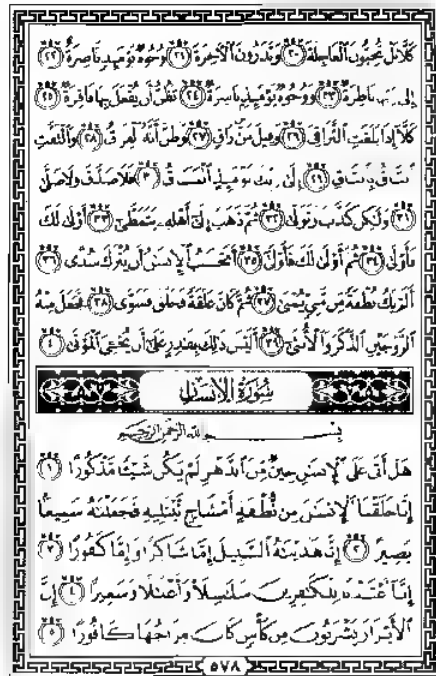 كَلَّا بَلْ تُحِبُّونَ الْعَاجِلَةَ ٢٠ وَتَذَرُونَ الْآخِرَةَ ٢١ وُجُوهٌ يَوْمَئِذٍ نَاضِرَةٌ ٢٢
إِلَىٰ رَبِّهَا نَاظِرَةٌ ٢٣ وَوُجُوهٌ يَوْمَئِذٍ بَاسِرَةٌ ٢٤ تَظُنُّ أَن يُفْعَلَ بِهَا فَاقِرَةٌ ٢٥
كَلَّا إِذَا بَلَغَتِ التَّرَاقِيَ ٢٦ وَقِيلَ مَنْ رَاقٍ ٢٧ وَظَنَّ أَنَّهُ الْفِرَاقُ ٢٨ وَالْتَفَّتِ
السَّاقُ بِالسَّاقِ ٢٩ إِلَىٰ رَبِّكَ يَوْمَئِذٍ الْمَسَاقُ ٣٠ فَلَا صَدَّقَ وَلَا صَلَّىٰ
٣١ وَلَٰكِن كَذَّبَ وَتَوَلَّىٰ ٣٢ ثُمَّ ذَهَبَ إِلَىٰ أَهْلِهِ يَتَمَطَّىٰ ٣٣ أَوْلَىٰ لَكَ
فَأَوْلَىٰ ٣٤ ثُمَّ أَوْلَىٰ لَكَ فَأَوْلَىٰ ٣٥ أَيَحْسَبُ الْإِنسَانُ أَن يُتْرَكَ سُدًى ٣٦
أَلَمْ يَكُ نُطْفَةً مِّن مَّنِيٍّ يُمْنَىٰ ٣٧ ثُمَّ كَانَ عَلَقَةً فَخَلَقَ فَسَوَّىٰ ٣٨ فَجَعَلَ مِنْهُ
الزَّوْجَيْنِ الذَّكَرَ وَالْأُنثَىٰ ٣٩ أَلَيْسَ ذَٰلِكَ بِقَادِرٍ عَلَىٰ أَن يُحْيِيَ الْمَوْتَىٰ ٤٠
سُورَةُ الْإِنسَانِ
بِسْمِ اللَّهِ الرَّحْمَٰنِ الرَّحِيمِ
هَلْ أَتَىٰ عَلَى الْإِنسَانِ حِينٌ مِّنَ الدَّهْرِ لَمْ يَكُن شَيْئًا مَّذْكُورًا ١
إِنَّا خَلَقْنَا الْإِنسَانَ مِن نُّطْفَةٍ أَمْشَاجٍ نَّبْتَلِيهِ فَجَعَلْنَاهُ سَمِيعًا
بَصِيرًا ٢ إِنَّا هَدَيْنَاهُ السَّبِيلَ إِمَّا شَاكِرًا وَإِمَّا كَفُورًا ٣
إِنَّا أَعْتَدْنَا لِلْكَافِرِينَ سَلَاسِلَا وَأَغْلَالًا وَسَعِيرًا ٤ إِنَّ
الْأَبْرَارَ يَشْرَبُونَ مِن كَأْسٍ كَانَ مِزَاجُهَا كَافُورًا ٥
٥٧٨